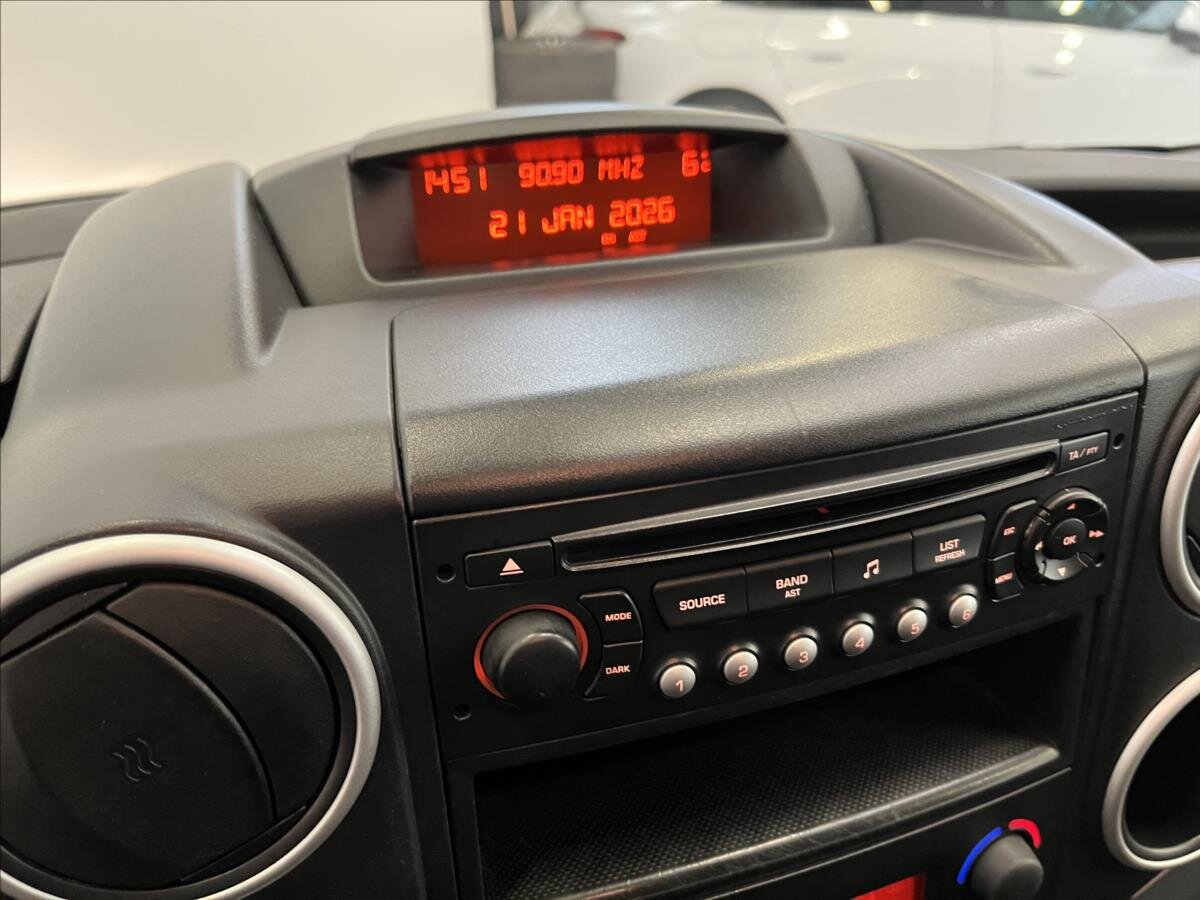 1451 90.90 MHZ
21 JAN 2026
TA/PTY
SOURCE
BAND
AST
LIST
REFRESH
ESC
MENU
OK
MODE
DARK
1 2 3 4 5 6